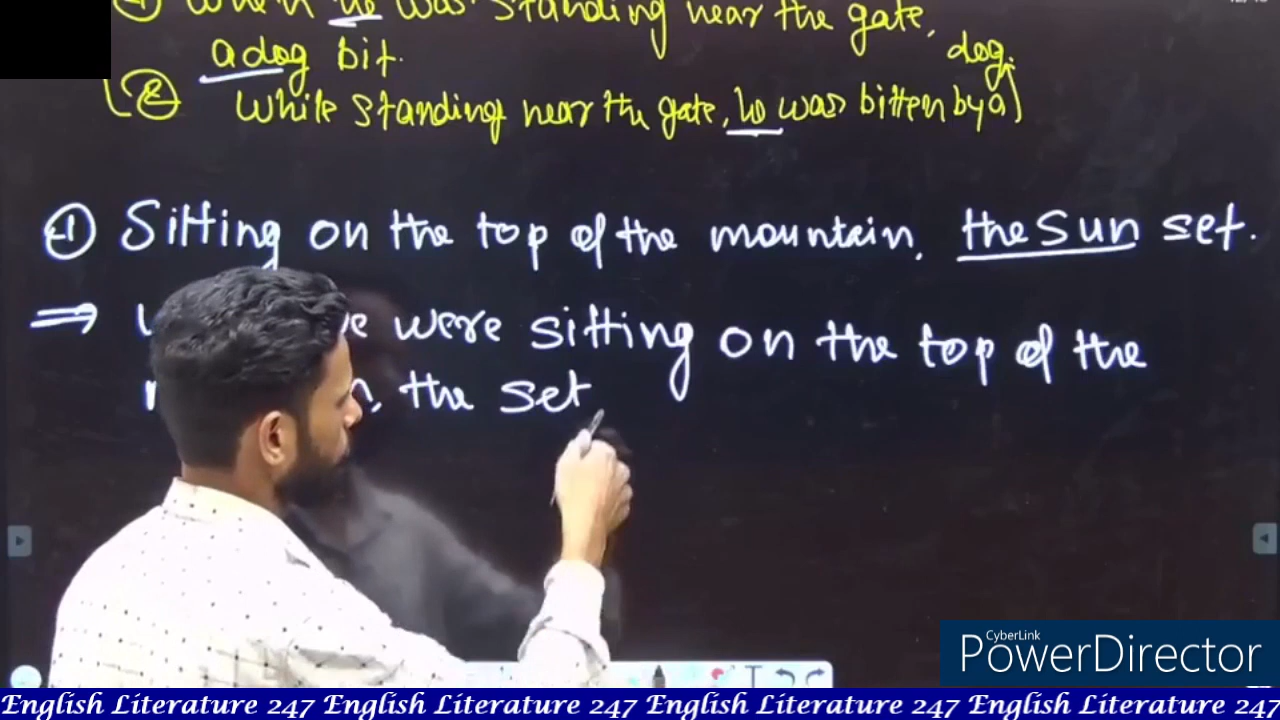 was standing near the gate,
a dog bit.
dog.
② While standing near the gate, he was bitten by a
① Sitting on the top of the mountain, the Sun set.
⇒ were sitting on the top of the
the set
CyberLink
PowerDirector
English Literature 247 English Literature 247 English Literature 247 English Literature 247